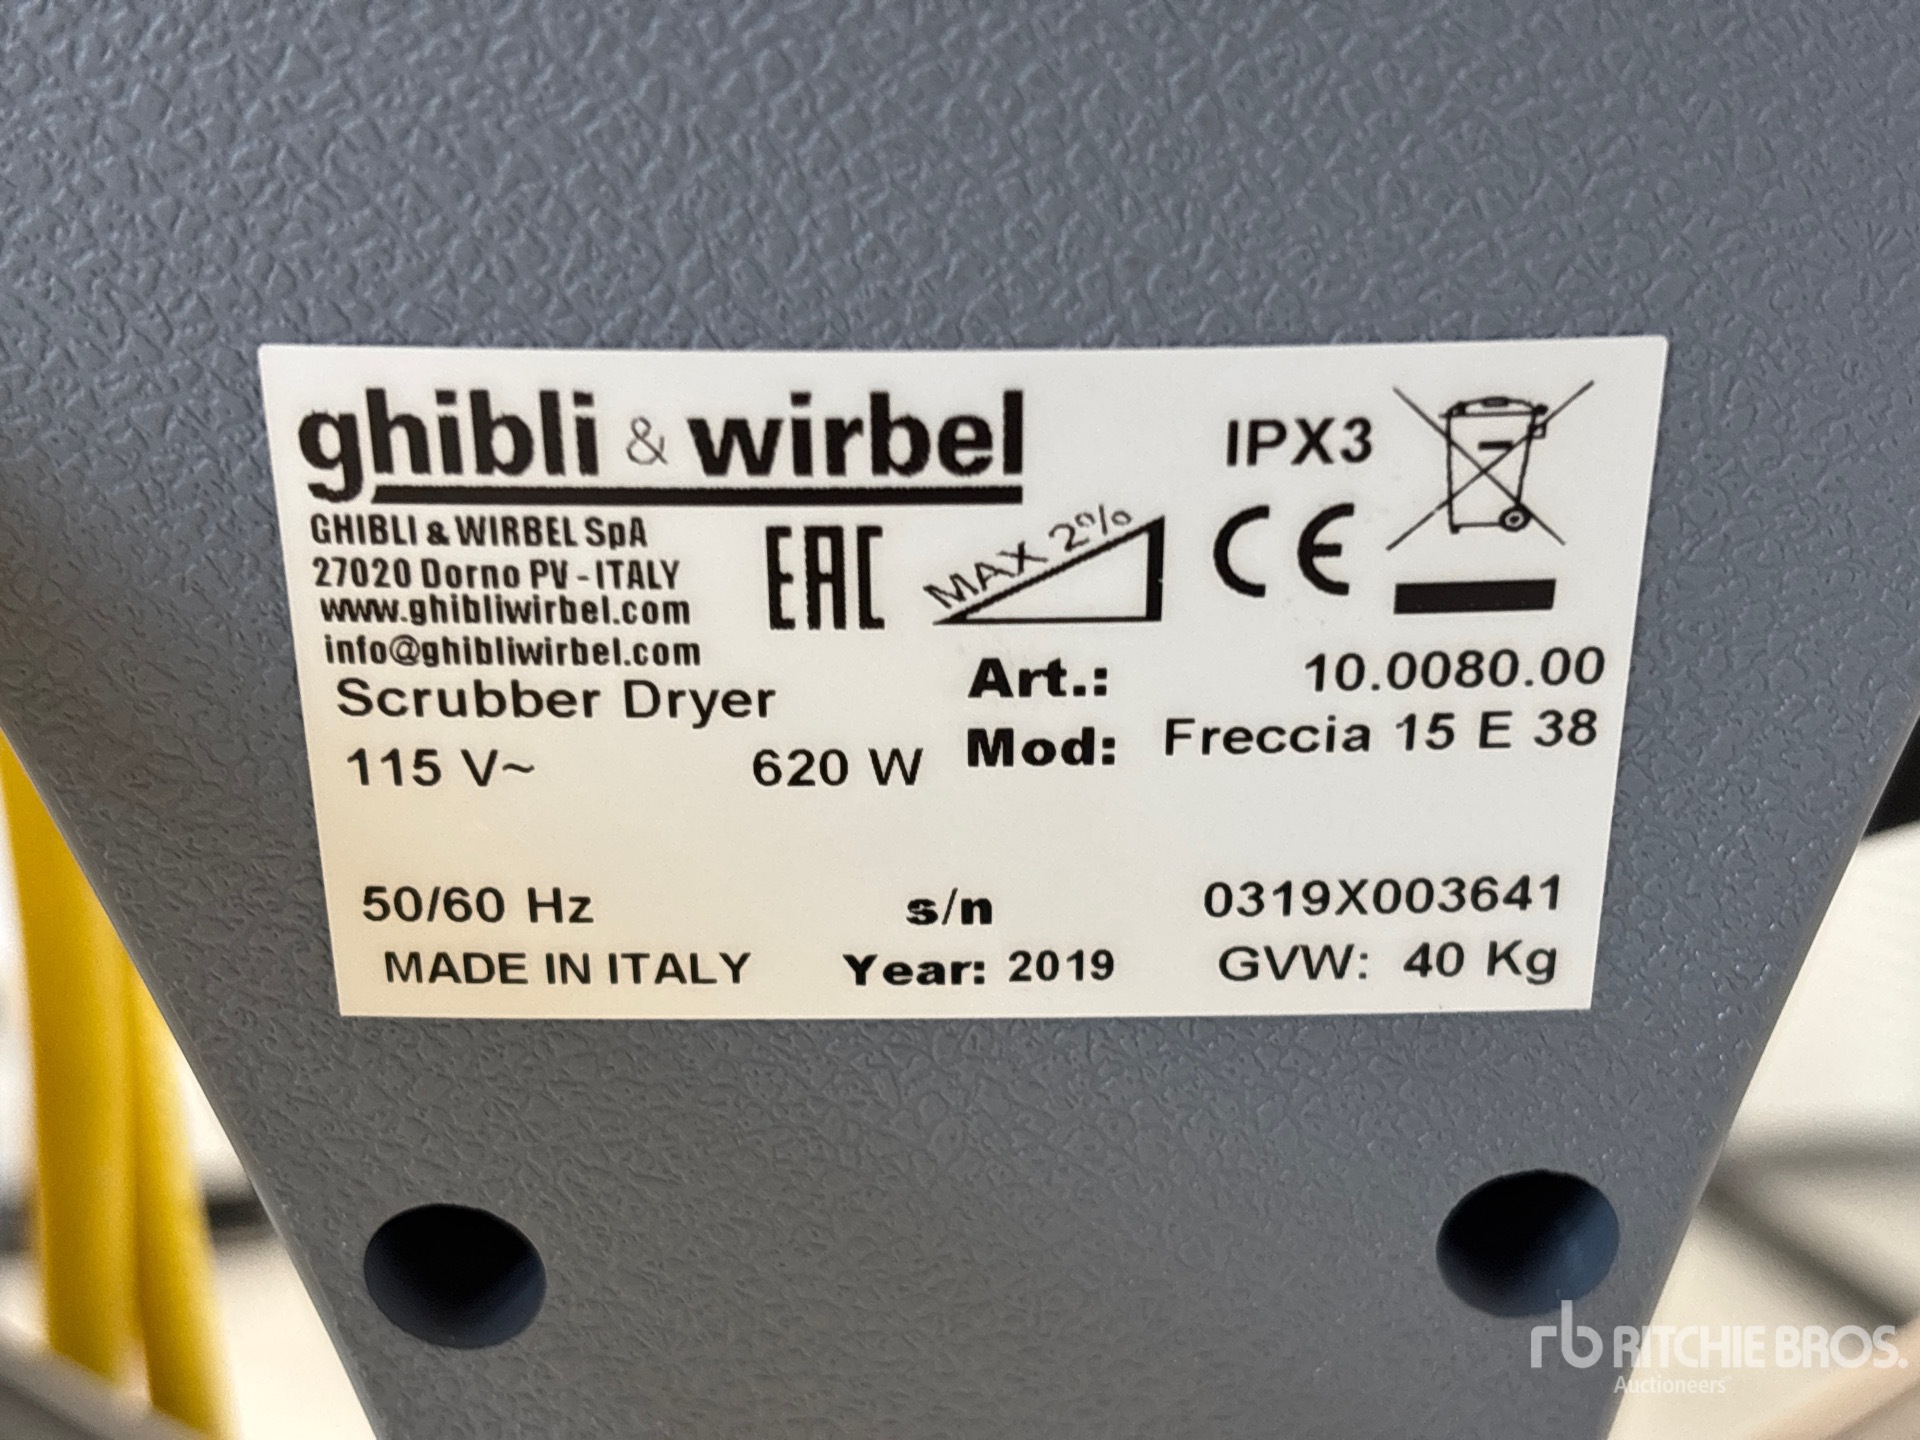 ghibli & wirbel
IPX3
GHIBLI & WIRBEL SpA
27020 Dorno PV - ITALY
www.ghibliwirbel.com
info@ghibliwirbel.com
EAC
MAX 2%
CE
Scrubber Dryer
Art.: 10.0080.00
115 V~ 620 W
Mod: Freccia 15 E 38
50/60 Hz s/n 0319X003641
MADE IN ITALY Year: 2019 GVW: 40 Kg
rb RITCHIE BROS.
Auctioneers